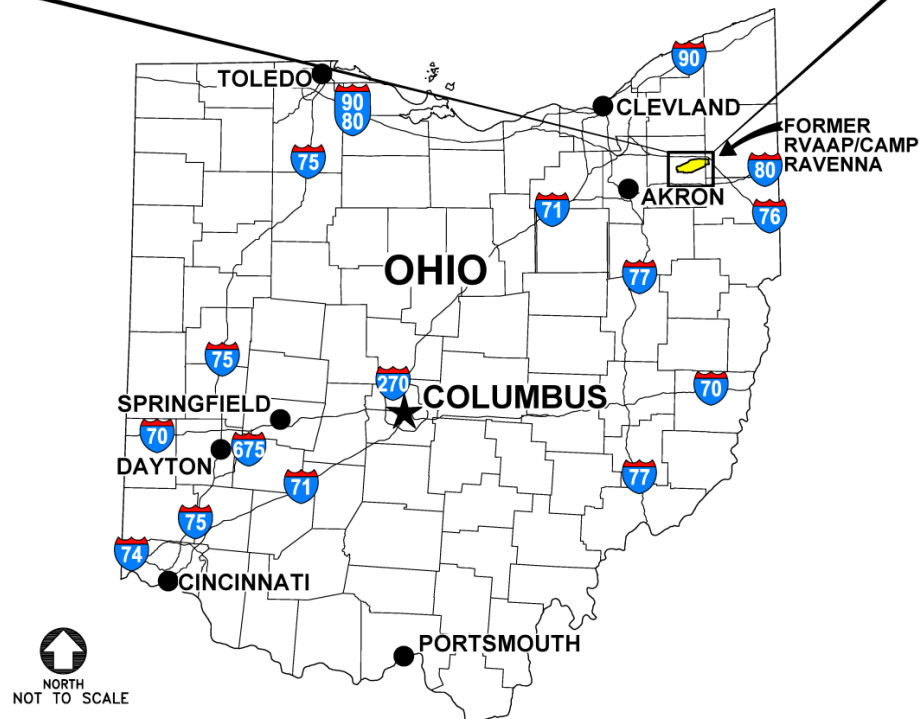 90
TOLEDO
90
80
CLEVLAND
FORMER
RVAAP/CAMP
RAVENNA
75
80
AKRON
71
76
OHIO
77
75
270
70
COLUMBUS
SPRINGFIELD
70
675
DAYTON
77
71
75
74
CINCINNATI
PORTSMOUTH
NORTH
NOT TO SCALE